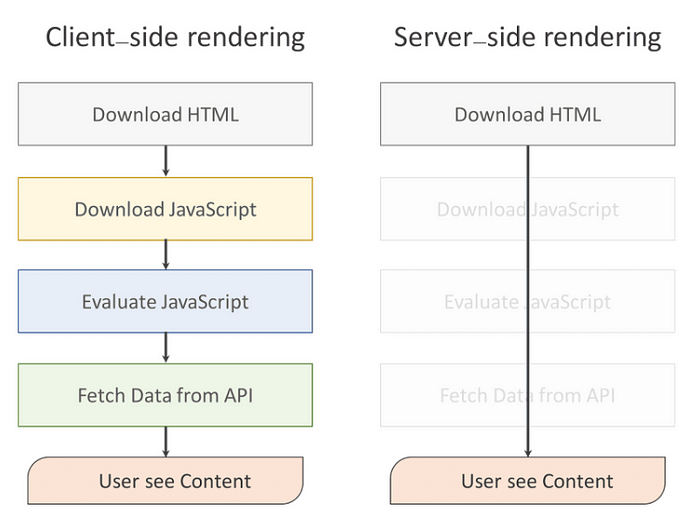 Client–side rendering
Download HTML
Download JavaScript
Evaluate JavaScript
Fetch Data from API
User see Content
Server–side rendering
Download HTML
Download JavaScript
Evaluate JavaScript
Fetch Data from API
User see Content